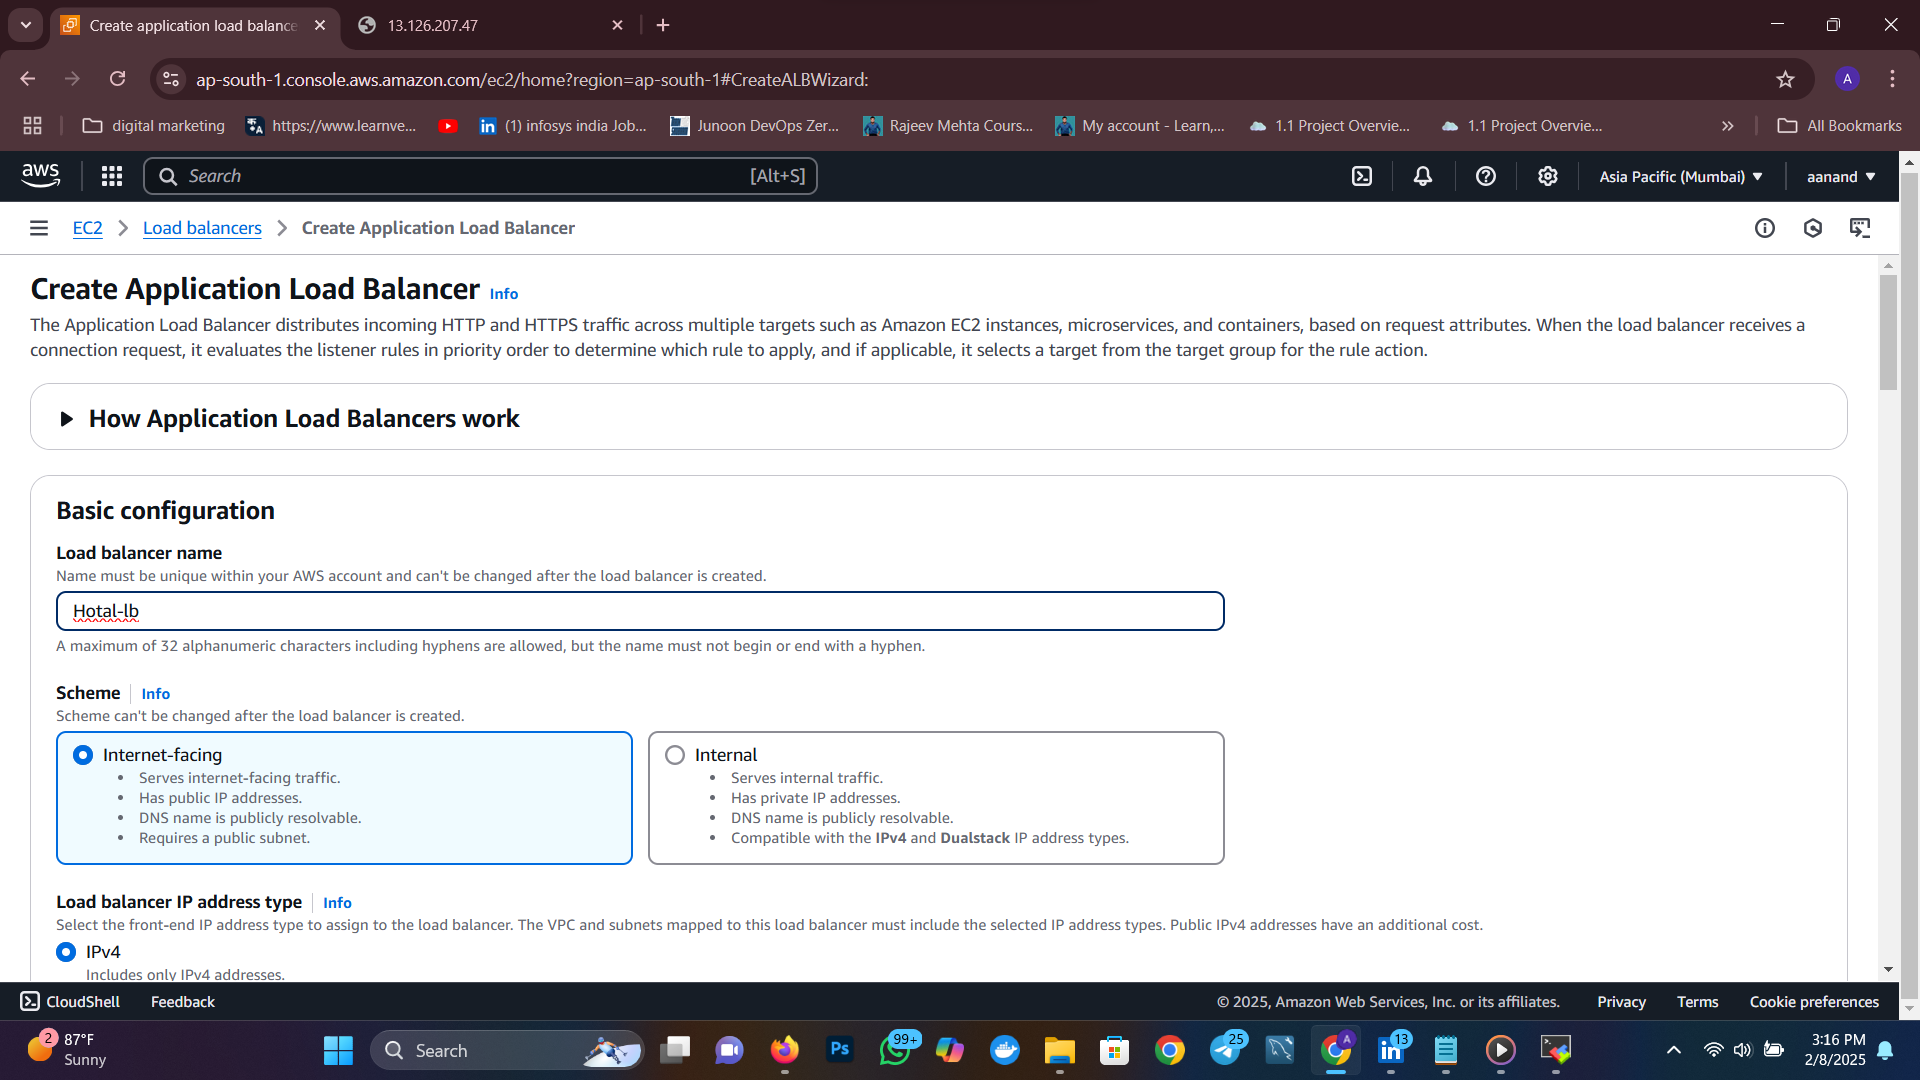 Create application load balance
13.126.207.47
ap-south-1.console.aws.amazon.com/ec2/home?region=ap-south-1#CreateALBWizard:
A
digital marketing
https://www.learnve...
(1) infosys india Job...
Junoon DevOps Zer...
Rajeev Mehta Cours...
My account - Learn,...
1.1 Project Overvie...
1.1 Project Overvie...
All Bookmarks
aws
Search
[Alt+S]
Asia Pacific (Mumbai)
aanand
EC2
Load balancers
Create Application Load Balancer
Create Application Load Balancer Info
The Application Load Balancer distributes incoming HTTP and HTTPS traffic across multiple targets such as Amazon EC2 instances, microservices, and containers, based on request attributes. When the load balancer receives a
connection request, it evaluates the listener rules in priority order to determine which rule to apply, and if applicable, it selects a target from the target group for the rule action.
How Application Load Balancers work
Basic configuration
Load balancer name
Name must be unique within your AWS account and can't be changed after the load balancer is created.
Hotal-lb
A maximum of 32 alphanumeric characters including hyphens are allowed, but the name must not begin or end with a hyphen.
Scheme Info
Scheme can't be changed after the load balancer is created.
Internet-facing
• Serves internet-facing traffic.
• Has public IP addresses.
• DNS name is publicly resolvable.
• Requires a public subnet.
Internal
• Serves internal traffic.
• Has private IP addresses.
• DNS name is publicly resolvable.
• Compatible with the IPv4 and Dualstack IP address types.
Load balancer IP address type Info
Select the front-end IP address type to assign to the load balancer. The VPC and subnets mapped to this load balancer must include the selected IP address types. Public IPv4 addresses have an additional cost.
IPv4
Includes only IPv4 addresses.
CloudShell
Feedback
© 2025, Amazon Web Services, Inc. or its affiliates.
Privacy
Terms
Cookie preferences
2
87°F
Sunny
Search
Ps
99+
25
A
13
3:16 PM
2/8/2025